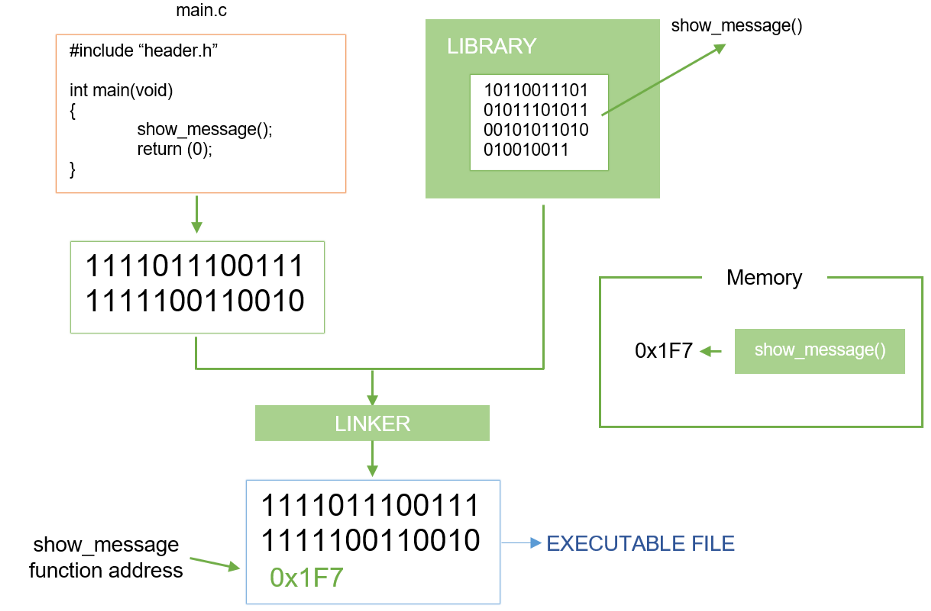 main.c
#include “header.h”
int main(void)
{
show_message();
return (0);
}
LIBRARY
10110011101
01011101011
00101011010
010010011
show_message()
1111011100111
1111100110010
Memory
0x1F7
show_message()
LINKER
1111011100111
1111100110010
0x1F7
show_message
function address
EXECUTABLE FILE